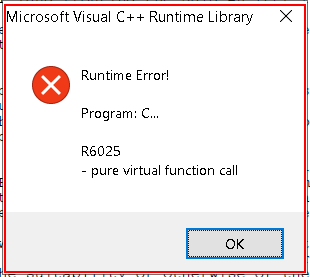 Microsoft Visual C++ Runtime Library
Runtime Error!
Program: C...
R6025
- pure virtual function call
OK